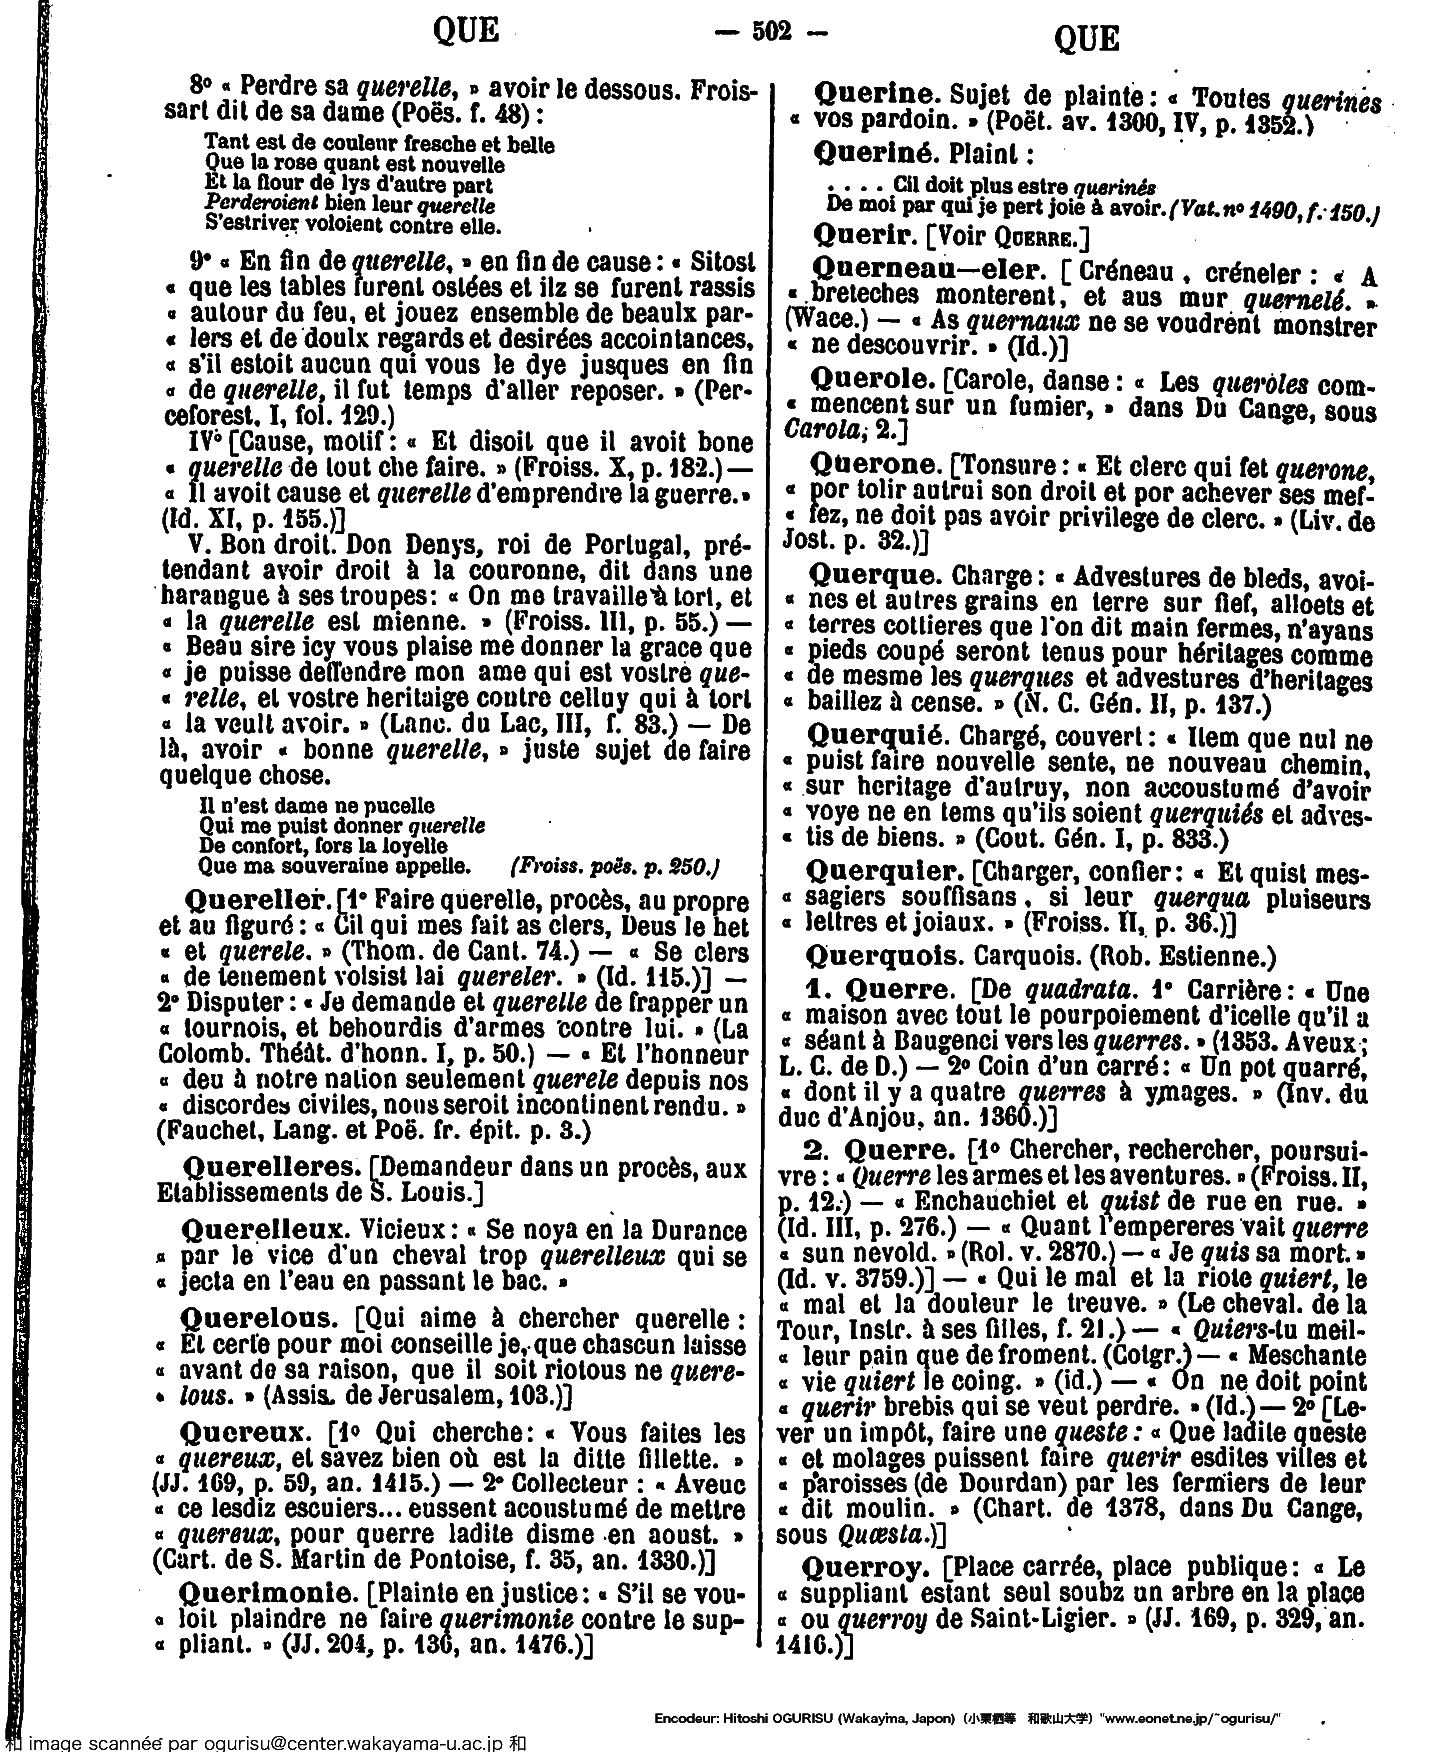 QUE
— 502 —
QUE
8º « Perdre sa querelle, » avoir le dessous. Frois-
sart dit de sa dame (Poës. f. 48) :
Tant est de couleur fresche et belle
Que la rose quant est nouvelle
Et la flour de lys d'autre part
Perderoient bien leur querelle
S'estriver voloient contre elle.
9º « En fin de querelle, » en fin de cause : « Sitost
« que les tables furent ostées et ilz se furent rassis
« autour du feu, et jouez ensemble de beaulx par-
« lers et de doulx regards et desirées accointances,
« s'il estoit aucun qui vous le dye jusques en fin
« de querelle, il fut temps d'aller reposer. » (Per-
ceforest. I, fol. 129.)
IVº [Cause, motif : « Et disoit que il avoit bone
« querelle de tout che faire. » (Froiss. X, p. 182.) —
« Il avoit cause et querelle d'emprendre la guerre. »
(Id. XI, p. 155.)]
V. Bon droit. Don Denys, roi de Portugal, pré-
tendant avoir droit à la couronne, dit dans une
harangue à ses troupes : « On me travaille à tort, et
« la querelle est mienne. » (Froiss. III, p. 55.) —
« Beau sire icy vous plaise me donner la grace que
« je puisse deffendre mon ame qui est vostre que-
« relle, et vostre heritaige contre celluy qui à tort
« la veult avoir. » (Lanc. du Lac, III, f. 83.) — De
là, avoir « bonne querelle, » juste sujet de faire
quelque chose.
Il n'est dame ne pucelle
Qui me puist donner querelle
De confort, fors la loyelle
Que ma souveraine appelle. (Froiss. poës. p. 250.)
Quereller. [1º Faire querelle, procès, au propre
et au figuré : « Cil qui mes fait as clers, Deus le het
« et querele. » (Thom. de Cant. 74.) — « Se clers
« de tenement volsist lai quereler. » (Id. 115.)] —
2º Disputer : « Je demande et querelle de frapper un
« tournois, et behourdis d'armes contre lui. » (La
Colomb. Théât. d'honn. I, p. 50.) — « Et l'honneur
« deu à notre nation seulement querele depuis nos
« discordes civiles, nous seroit incontinent rendu. »
(Fauchet, Lang. et Poë. fr. épit. p. 3.)
Querelleres. [Demandeur dans un procès, aux
Etablissements de S. Louis.]
Querelleux. Vicieux : « Se noya en la Durance
« par le vice d'un cheval trop querelleux qui se
« jecta en l'eau en passant le bac. »
Querelous. [Qui aime à chercher querelle :
« Et certe pour moi conseille je, que chascun laisse
« avant de sa raison, que il soit riotous ne quere-
« lous. » (Assis. de Jerusalem, 103.)]
Quereux. [1º Qui cherche : « Vous faites les
« quereux, et savez bien où est la ditte fillette. »
(JJ. 169, p. 59, an. 1415.) — 2º Collecteur : « Aveuc
« ce lesdiz escuiers... eussent acoustumé de mettre
« quereux, pour querre ladite disme en aoust. »
(Cart. de S. Martin de Pontoise, f. 35, an. 1330.)]
Querimonie. [Plainte en justice : « S'il se vou-
« loit plaindre ne faire querimonie contre le sup-
« pliant. » (JJ. 204, p. 136, an. 1476.)]
Querine. Sujet de plainte : « Toutes querines
« vos pardoin. » (Poët. av. 1300, IV, p. 1352.)
Queriné. Plaint :
. . . . Cil doit plus estre querinés
De moi par qui je pert joie à avoir. (Vat. nº 1490, f. 150.)
Querir. [Voir QUERRE.]
Querneau—eler. [Créneau, créneler : « A
« breteches monterent, et aus mur quernelé. »
(Wace.) — « As quernaux ne se voudrent monstrer
« ne descouvrir. » (Id.)]
Querole. [Carole, danse : « Les queroles com-
« mencent sur un fumier, » dans Du Cange, sous
Carola, 2.]
Querone. [Tonsure : « Et clerc qui fet querone,
« por tolir autrui son droit et por achever ses mef-
« fez, ne doit pas avoir privilege de clerc. » (Liv. de
Jost. p. 32.)]
Querque. Charge : « Advestures de bleds, avoi-
« nes et autres grains en terre sur fief, alloets et
« terres cottieres que l'on dit main fermes, n'ayans
« pieds coupé seront tenus pour héritages comme
« de mesme les querques et advestures d'heritages
« baillez à cense. » (N. C. Gén. II, p. 137.)
Querquié. Chargé, couvert : « Item que nul ne
« puist faire nouvelle sente, ne nouveau chemin,
« sur heritage d'autruy, non accoustumé d'avoir
« voye ne en tems qu'ils soient querquiés et adves-
« tis de biens. » (Cout. Gén. I, p. 833.)
Querquier. [Charger, confier : « Et quist mes-
« sagiers souffisans, si leur querqua pluiseurs
« lettres et joiaux. » (Froiss. II, p. 36.)]
Querquois. Carquois. (Rob. Estienne.)
1. Querre. [De quadrata. 1º Carrière : « Une
« maison avec tout le pourpoiement d'icelle qu'il a
« séant à Baugenci vers les querres. » (1353. Aveux ;
L. C. de D.) — 2º Coin d'un carré : « Un pot quarré,
« dont il y a quatre querres à ymages. » (Inv. du
duc d'Anjou, an. 1360.)]
2. Querre. [1º Chercher, rechercher, poursui-
vre : « Querre les armes et les aventures. » (Froiss. II,
p. 12.) — « Enchauchiet et quist de rue en rue. »
(Id. III, p. 276.) — « Quant l'empereres vait querre
« sun nevold. » (Rol. v. 2870.) — « Je quis sa mort. »
(Id. v. 3759.)] — « Qui le mal et la riote quiert, le
« mal et la douleur le treuve. » (Le cheval. de la
Tour, Instr. à ses filles, f. 21.) — « Quiers-tu meil-
« leur pain que de froment. (Cotgr.) — « Meschante
« vie quiert le coing. » (id.) — « On ne doit point
« querir brebis qui se veut perdre. » (Id.) — 2º [Le-
ver un impôt, faire une queste : « Que ladite queste
« et molages puissent faire querir esdites villes et
« paroisses (de Dourdan) par les fermiers de leur
« dit moulin. » (Chart. de 1378, dans Du Cange,
sous Quæsta.)]
Querroy. [Place carrée, place publique : « Le
« suppliant estant seul soubz un arbre en la place
« ou querroy de Saint-Ligier. » (JJ. 169, p. 329, an.
1416.)]
Encodeur: Hitoshi OGURISU (Wakayma, Japon) (小栗栖等 和歌山大学) "www.eonet.ne.jp/~ogurisu/"
和 image scannée par ogurisu@center.wakayama-u.ac.jp 和